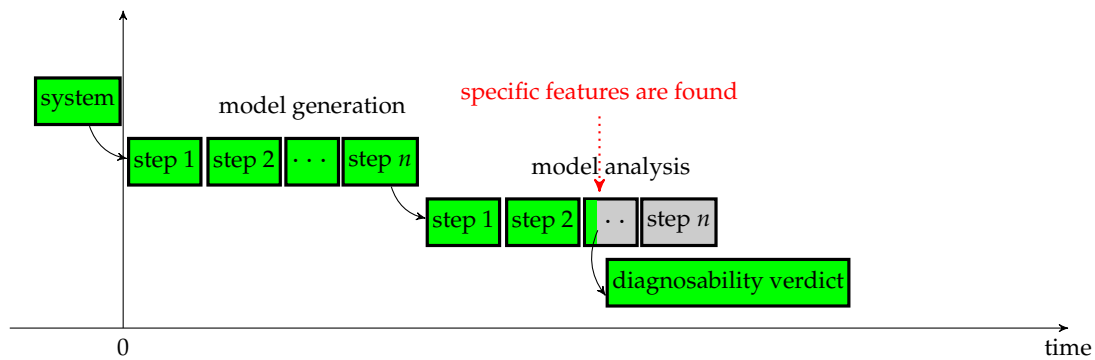 system
specific features are found
model generation
step 1 step 2 · · · step n
model analysis
step 1 step 2 · · step n
diagnosability verdict
0
time